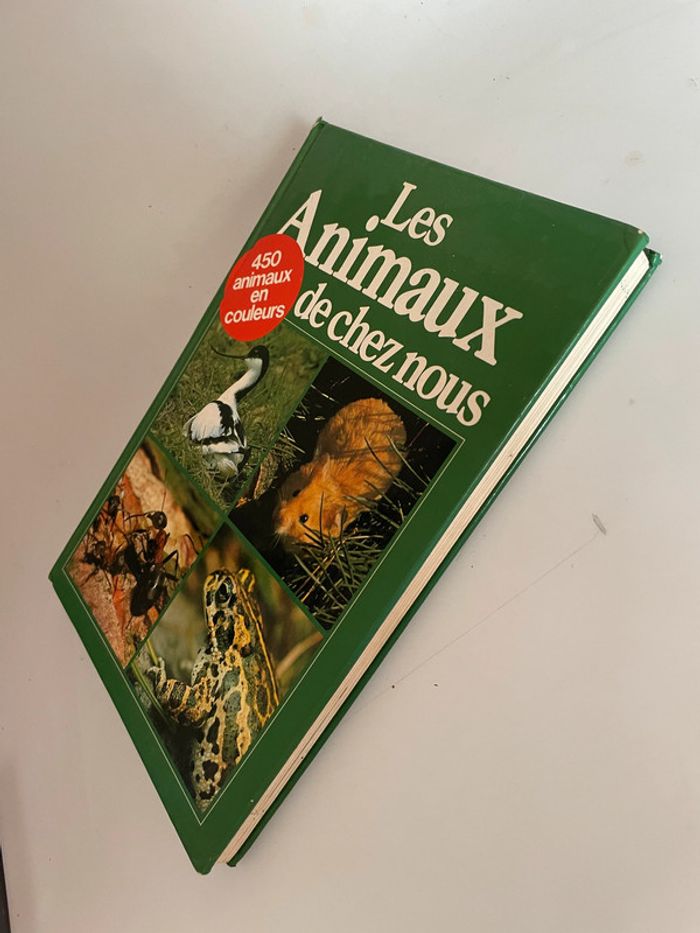 Les
Animaux
de chez nous
450
animaux
en
couleurs